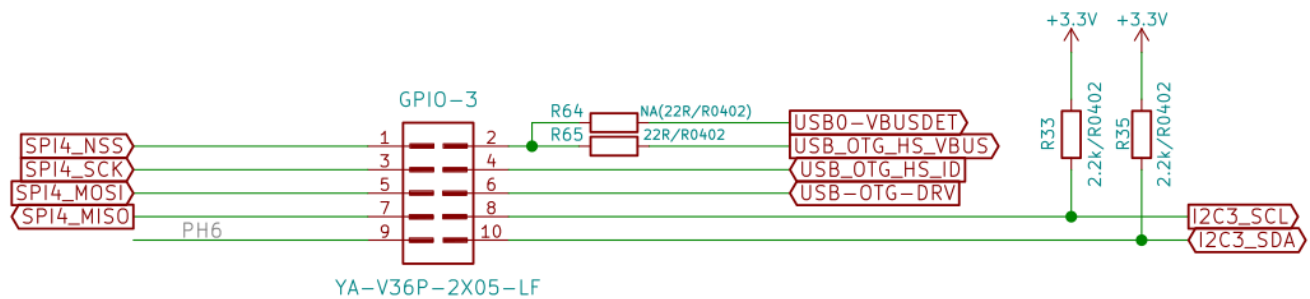 +3.3V
+3.3V
GPIO-3
R64
NA(22R/R0402)
USB0-VBUSDET
R33
2.2k/R0402
R35
2.2k/R0402
SPI4_NSS
1
2
R65
22R/R0402
USB_OTG_HS_VBUS
SPI4_SCK
3
4
USB_OTG_HS_ID
SPI4_MOSI
5
6
USB-OTG-DRV
SPI4_MISO
7
8
I2C3_SCL
PH6
9
10
I2C3_SDA
YA-V36P-2X05-LF